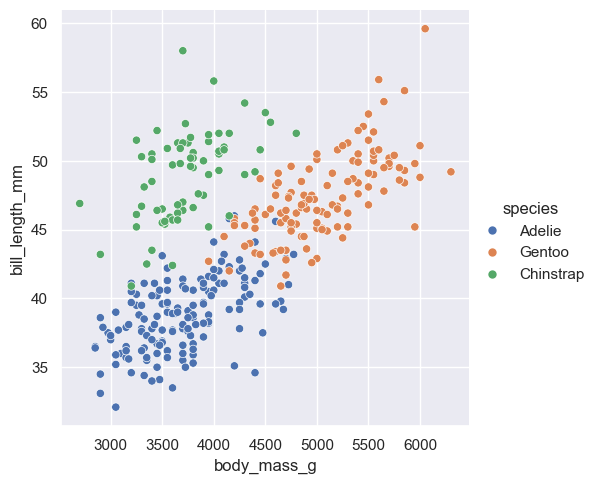 60
55
50
45
40
35
bill_length_mm
3000 3500 4000 4500 5000 5500 6000
body_mass_g
species
Adelie
Gentoo
Chinstrap